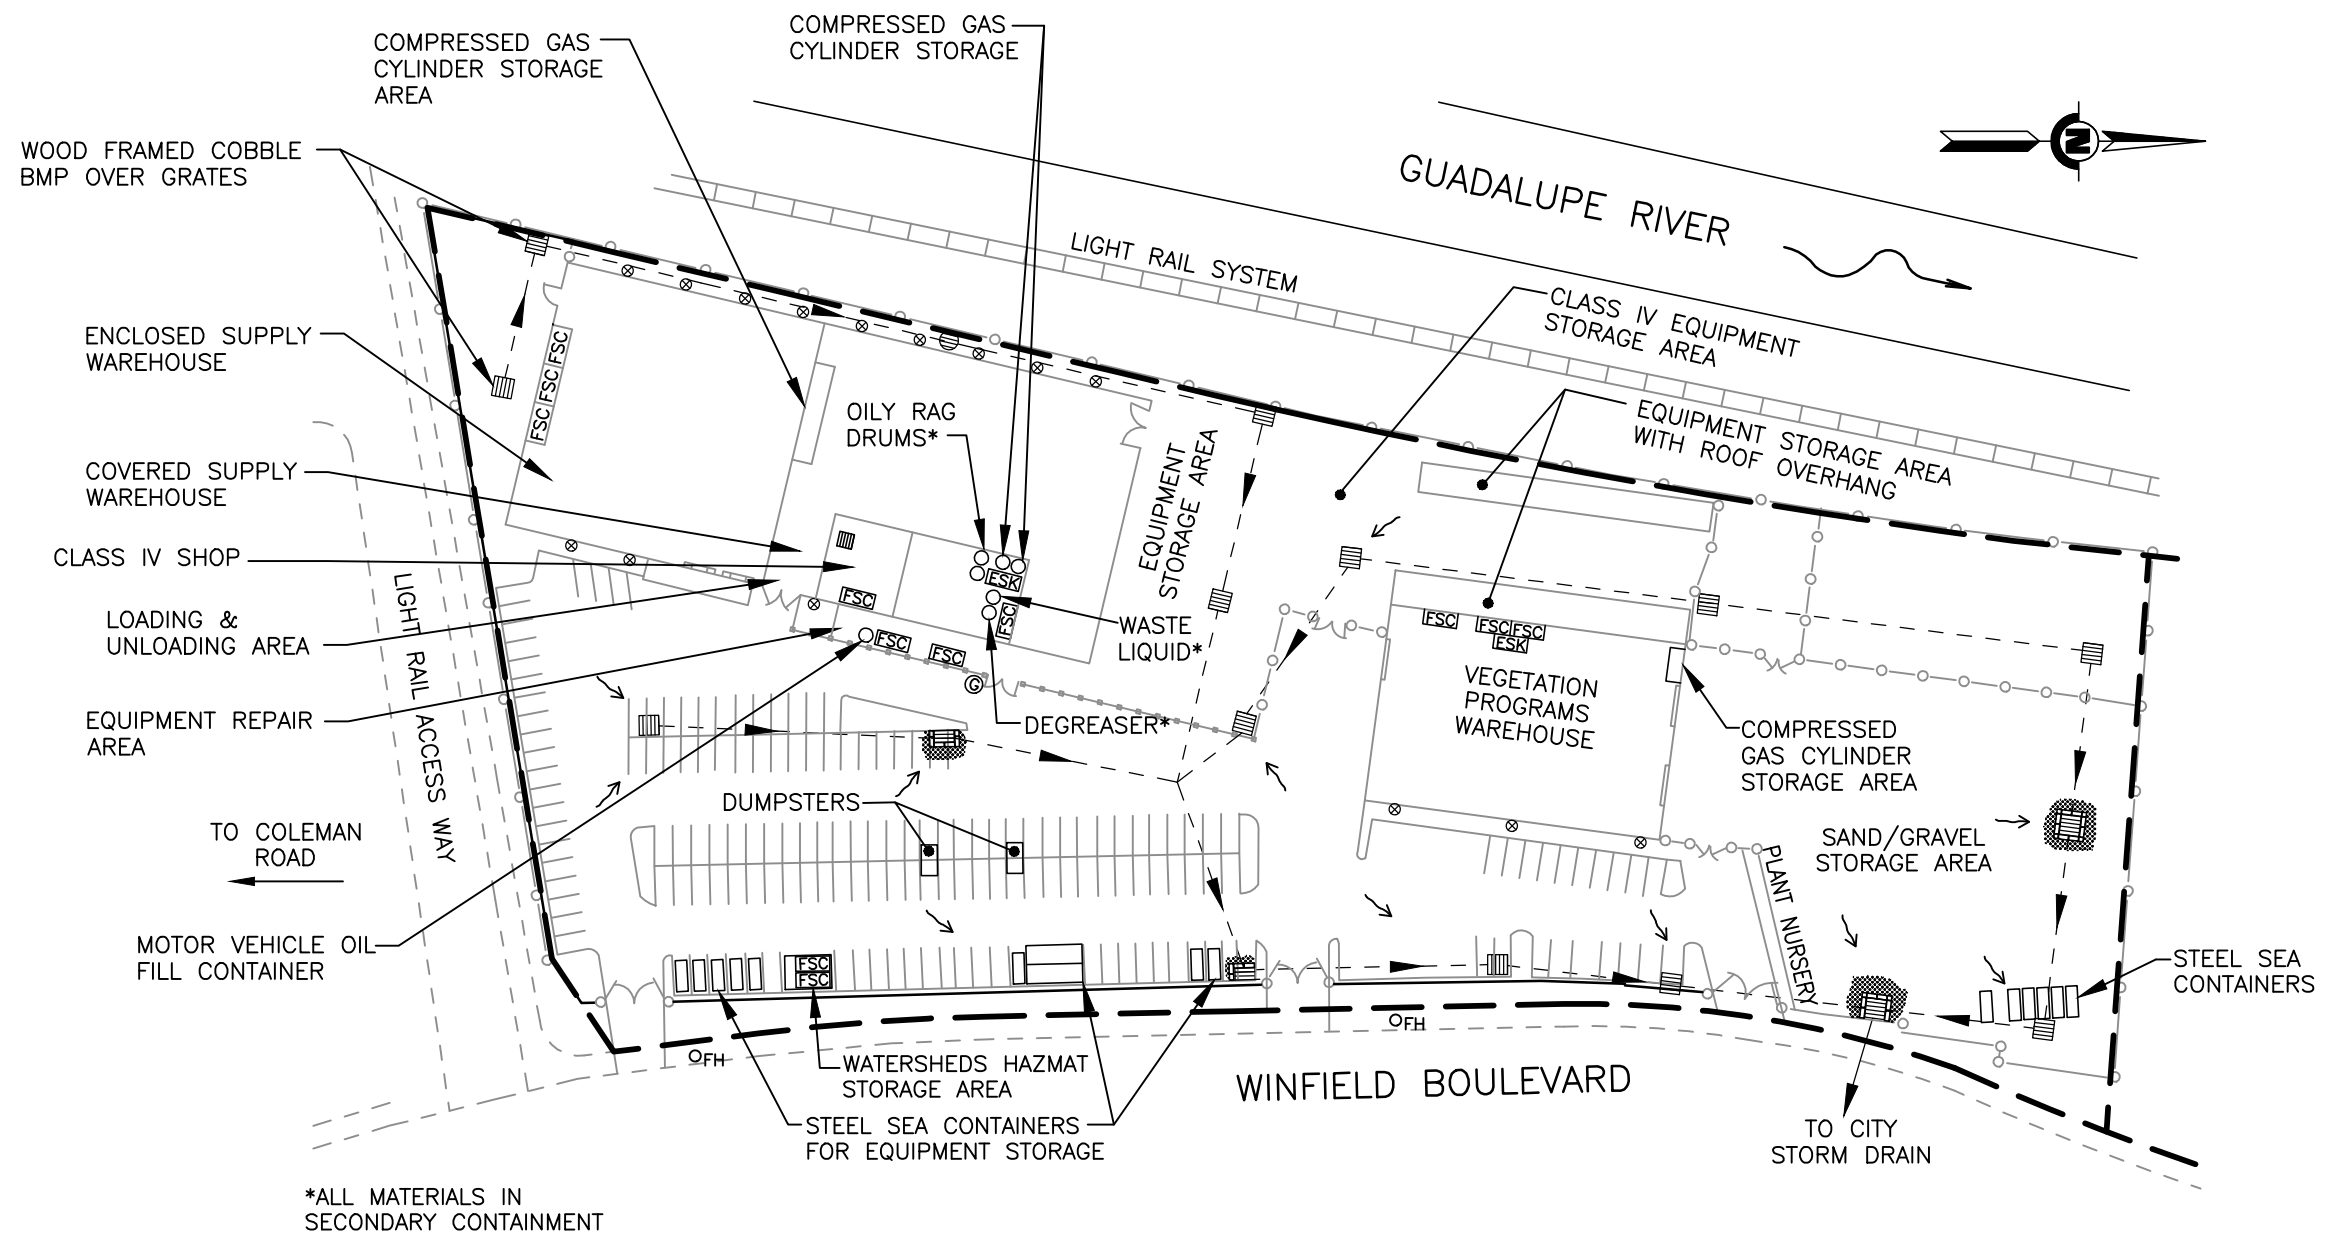 COMPRESSED GAS
CYLINDER STORAGE
AREA
COMPRESSED GAS
CYLINDER STORAGE
WOOD FRAMED COBBLE
BMP OVER GRATES
N
GUADALUPE RIVER
LIGHT RAIL SYSTEM
CLASS IV EQUIPMENT
STORAGE AREA
ENCLOSED SUPPLY
WAREHOUSE
FSC
FSC
FSC
OILY RAG
DRUMS*
EQUIPMENT STORAGE AREA
WITH ROOF OVERHANG
EQUIPMENT
STORAGE AREA
COVERED SUPPLY
WAREHOUSE
CLASS IV SHOP
ESK
FSC
FSC
LOADING &
UNLOADING AREA
WASTE
LIQUID*
FSC
FSC
FSC
FSC
FSC
ESK
G
VEGETATION
PROGRAMS
WAREHOUSE
LIGHT RAIL ACCESS WAY
EQUIPMENT REPAIR
AREA
DEGREASER*
COMPRESSED
GAS CYLINDER
STORAGE AREA
DUMPSTERS
TO COLEMAN
ROAD
SAND/GRAVEL
STORAGE AREA
PLANT NURSERY
MOTOR VEHICLE OIL
FILL CONTAINER
FSC
FSC
STEEL SEA
CONTAINERS
FH
FH
WATERSHEDS HAZMAT
STORAGE AREA
WINFIELD BOULEVARD
STEEL SEA CONTAINERS
FOR EQUIPMENT STORAGE
TO CITY
STORM DRAIN
*ALL MATERIALS IN
SECONDARY CONTAINMENT